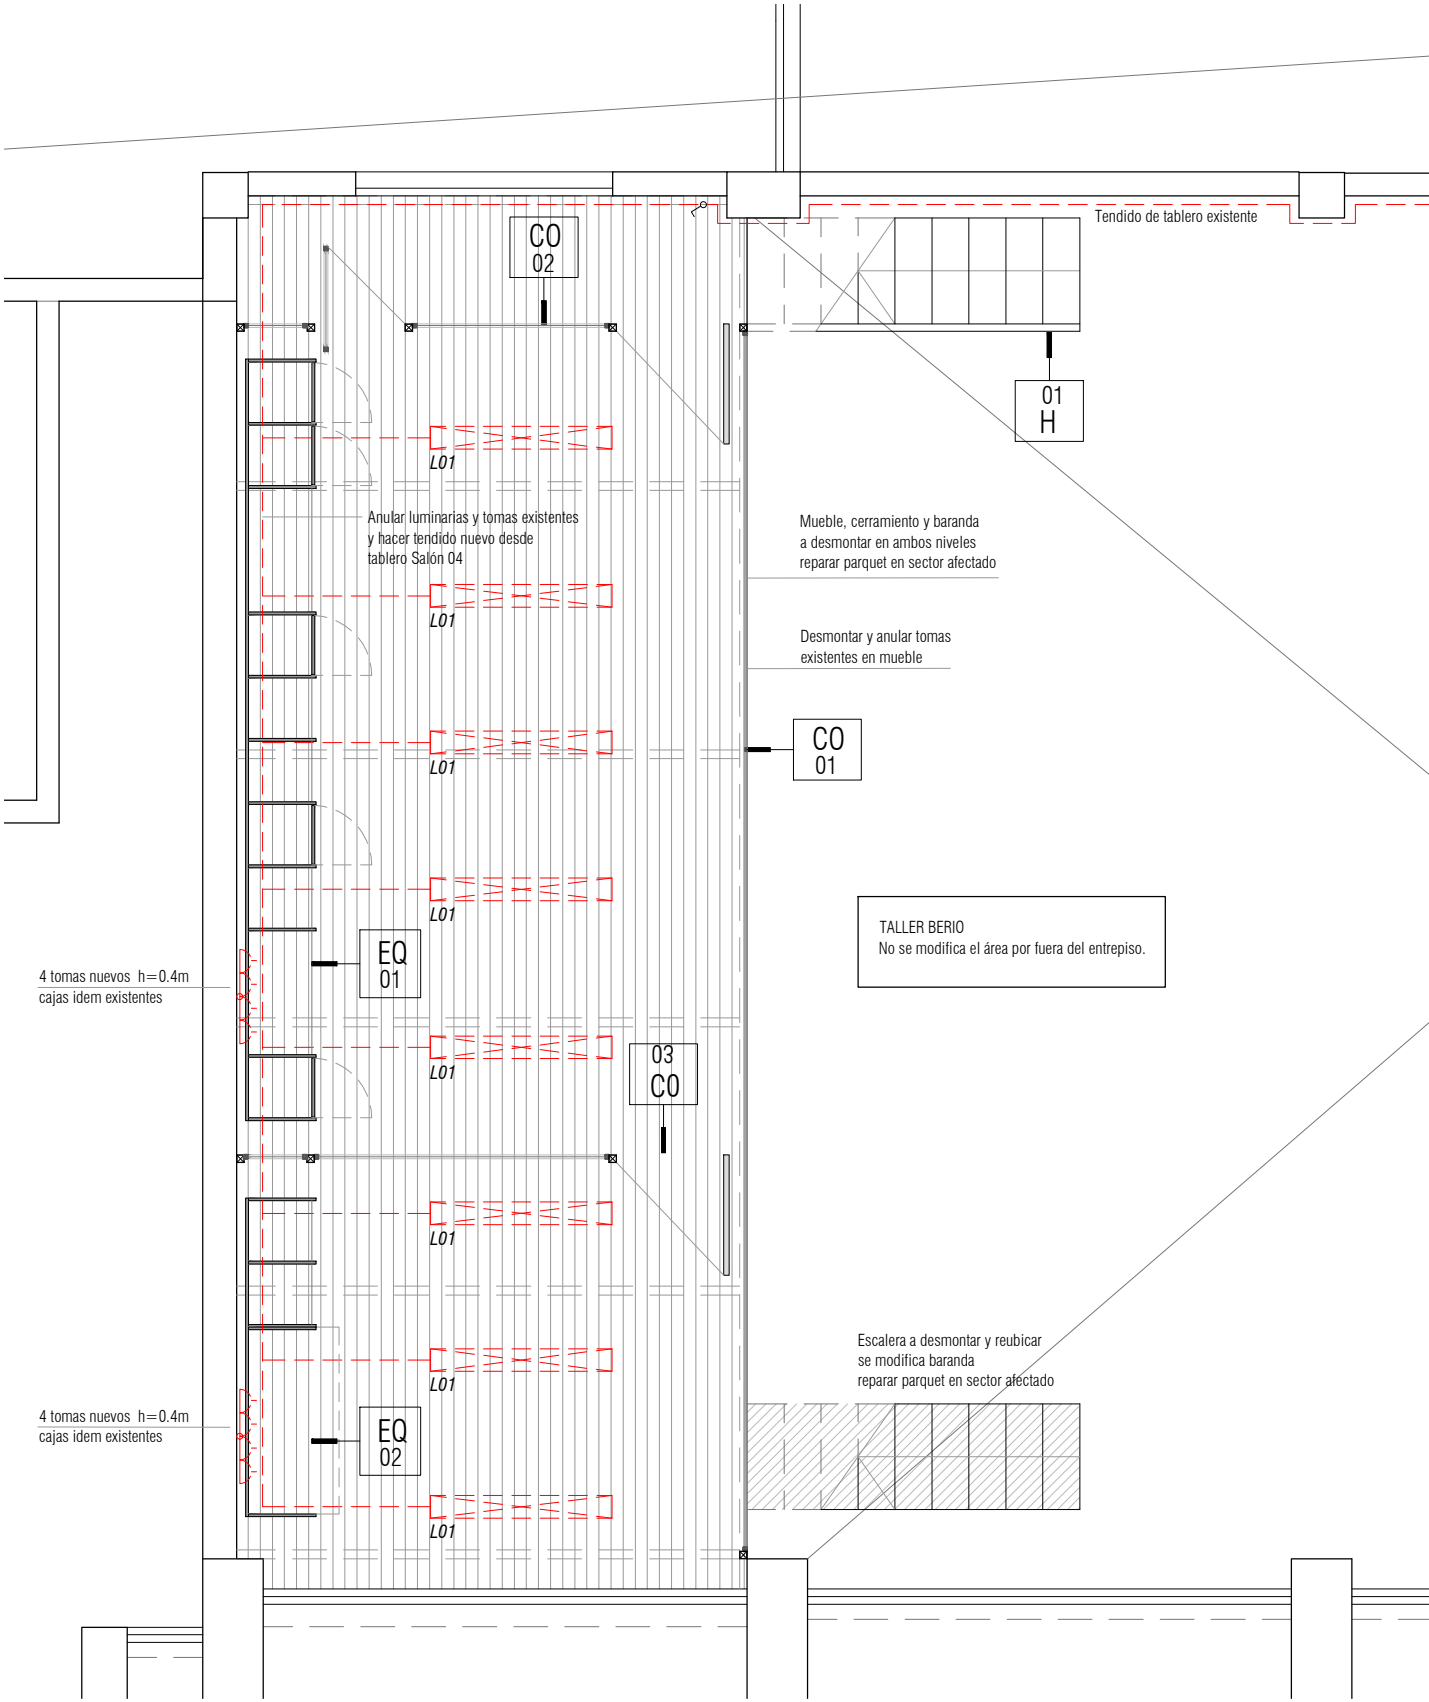 Tendido de tablero existente
CO
02
01
H
L01
Anular luminarias y tomas existentes
y hacer tendido nuevo desde
tablero Salón 04
Mueble, cerramiento y baranda
a desmontar en ambos niveles
reparar parquet en sector afectado
L01
Desmontar y anular tomas
existentes en mueble
CO
01
L01
L01
TALLER BERIO
No se modifica el área por fuera del entrepiso.
EQ
01
4 tomas nuevos h=0.4m
cajas idem existentes
03
CO
L01
L01
Escalera a desmontar y reubicar
se modifica baranda
reparar parquet en sector afectado
L01
4 tomas nuevos h=0.4m
cajas idem existentes
EQ
02
L01